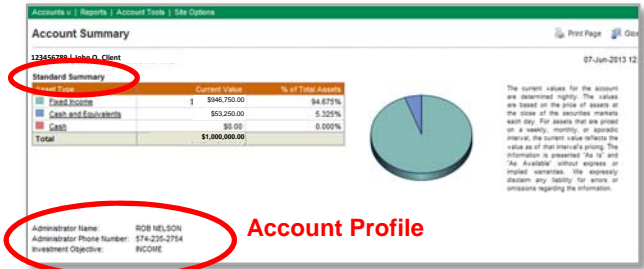 Accounts v | Reports | Account Tools | Site Options
Account Summary
Print Page
123456789 | John Q. Client
07-Jun-2013 12
Standard Summary
Asset Type Current Value % of Total Assets
Fixed Income $ $946,750.00 94.675%
Cash and Equivalents $53,250.00 5.325%
Cash $0.00 0.000%
Total $1,000,000.00
The current values for the account
are determined nightly. The values
are based on the price of assets at
the close of the securities markets
each day. For assets that are priced
on a weekly, monthly, or sporadic
interval, the current value reflects the
value as of that interval's pricing. The
information is presented "As Is" and
"As Available" without express or
implied warranties. We expressly
disclaim any liability for errors or
omissions regarding the information.
Administrator Name: ROB NELSON
Administrator Phone Number: 574-235-2754
Investment Objective: INCOME
Account Profile